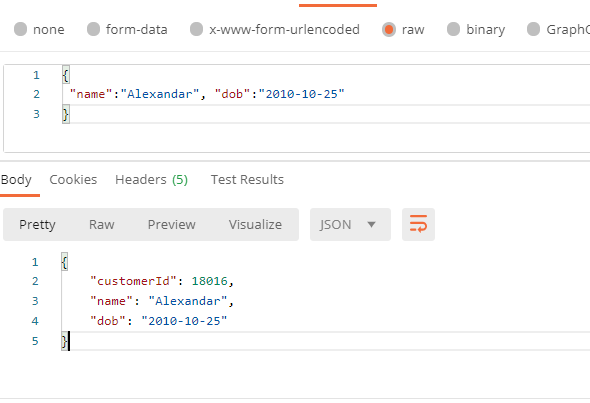 none form-data x-www-form-urlencoded raw binary GraphQ
1 {
2 "name":"Alexandar", "dob":"2010-10-25"
3 }
Body Cookies Headers (5) Test Results
Pretty Raw Preview Visualize JSON
1 {
2 "customerId": 18016,
3 "name": "Alexandar",
4 "dob": "2010-10-25"
5 }